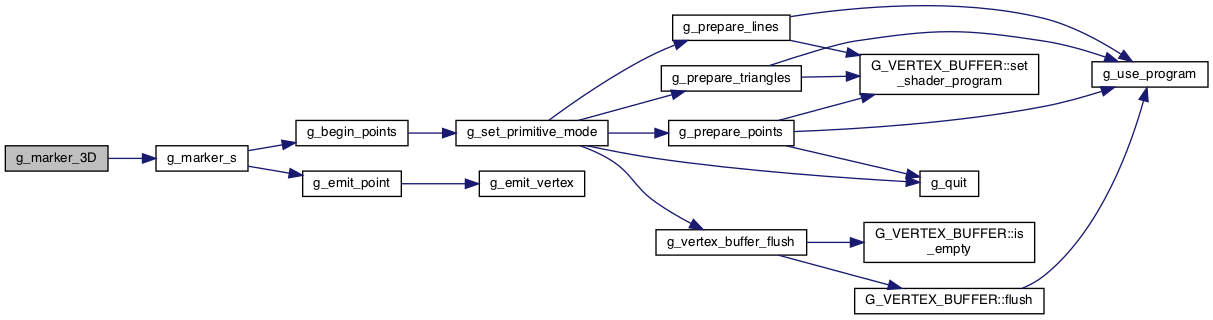 g_marker_3D
g_marker_s
g_begin_points
g_emit_point
g_set_primitive_mode
g_emit_vertex
g_prepare_lines
g_prepare_triangles
g_prepare_points
g_vertex_buffer_flush
G_VERTEX_BUFFER::set
_shader_program
g_quit
G_VERTEX_BUFFER::is
_empty
G_VERTEX_BUFFER::flush
g_use_program